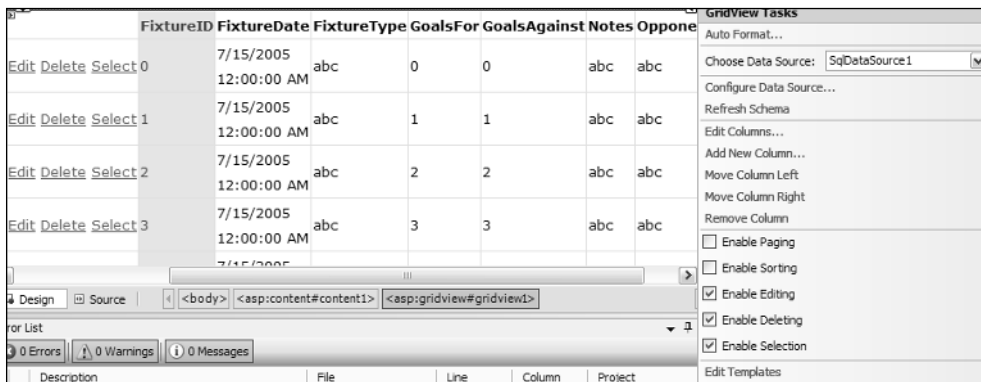 FixtureID FixtureDate FixtureType GoalsFor GoalsAgainst Notes Oppone
Edit Delete Select 0 7/15/2005 12:00:00 AM abc 0 0 abc abc
Edit Delete Select 1 7/15/2005 12:00:00 AM abc 1 1 abc abc
Edit Delete Select 2 7/15/2005 12:00:00 AM abc 2 2 abc abc
Edit Delete Select 3 7/15/2005 12:00:00 AM abc 3 3 abc abc
7/15/2005
Design Source <body> <asp:content#content1> <asp:gridview#gridview1>
ror List
0 Errors 0 Warnings 0 Messages
Description File Line Column Project
GridView Tasks
Auto Format...
Choose Data Source: SqlDataSource1
Configure Data Source...
Refresh Schema
Edit Columns...
Add New Column...
Move Column Left
Move Column Right
Remove Column
Enable Paging
Enable Sorting
Enable Editing
Enable Deleting
Enable Selection
Edit Templates